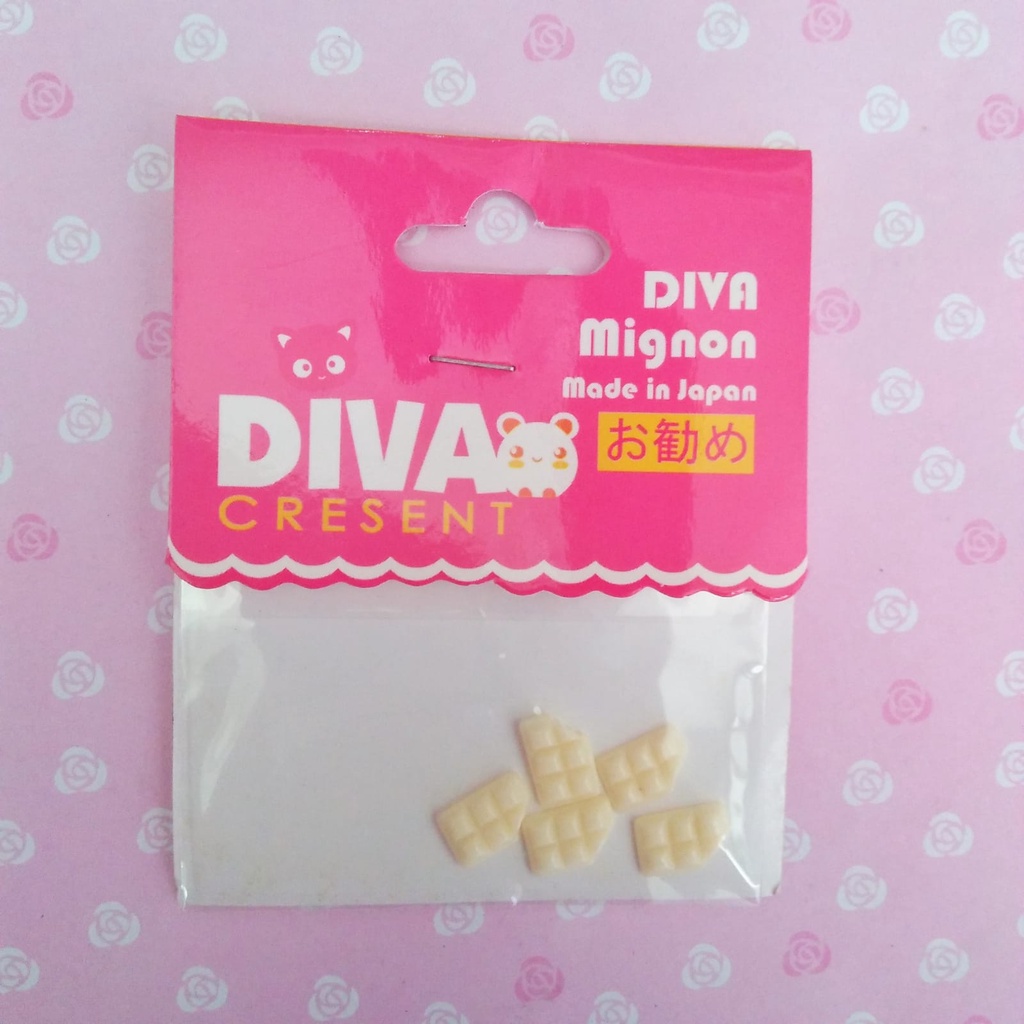 DIVA
Mignon
Made in Japan
お勧め
DIVA
CRESENT